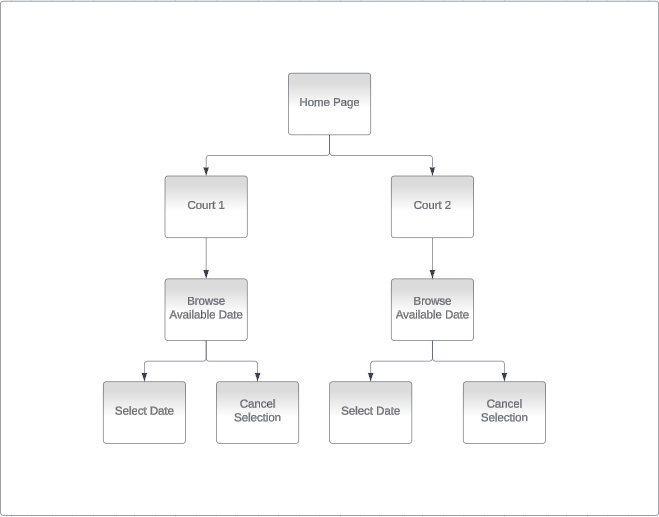 Home Page
Court 1
Court 2
Browse
Available Date
Browse
Available Date
Select Date
Cancel
Selection
Select Date
Cancel
Selection